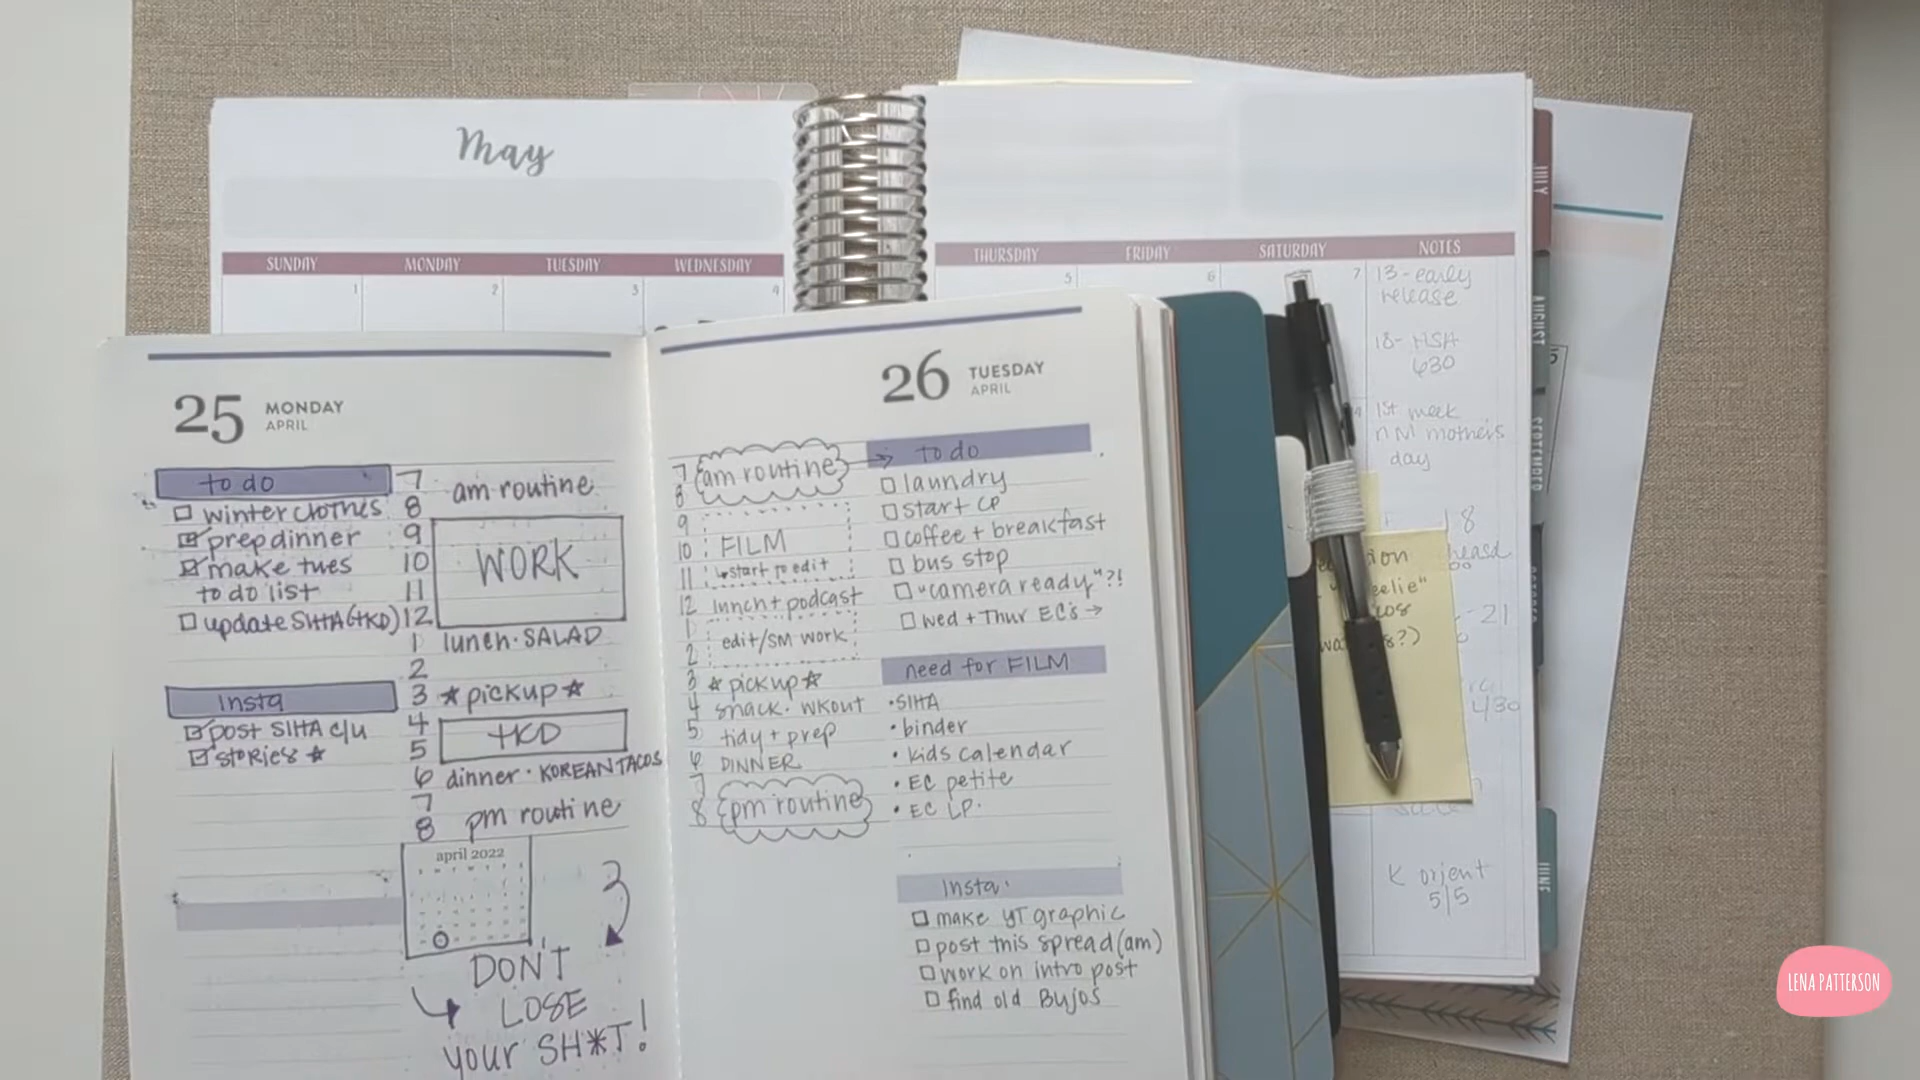 May
SUNDAY MONDAY TUESDAY WEDNESDAY
1 2 3 4
THURSDAY FRIDAY SATURDAY NOTES
5 6 7
13-early
release
18- HSA
630
1st week
n M mothers
day
18
21
4/30
K orient
5/5
JULY
AUGUST
SEPTEMBER
JUNE
25 MONDAY
APRIL
to do
winter clothes
prep dinner
make tues
to do list
update SIHA(TKD)
Insta
post SIHA c/u
stories ☆
7 am routine
8
9 WORK
10
11
12
1 lunch · SALAD
2
3 ★pickup☆
4 TKD
5
6 dinner · KOREAN TACOS
7 pm routine
8
april 2022
DON'T
LOSE
your SH*T!
26 TUESDAY
APRIL
7 am routine
8
9
10 FILM
11 ↳start to edit
12 lunch + podcast
1 edit/SM work
2
3 ☆pickup☆
4 snack · wkout
5 tidy + prep
6 DINNER
7
8 pm routine
→ to do
laundry
start CP
coffee + breakfast
bus stop
"camera ready"?!
wed + Thur EC's →
need for FILM
•SIHA
• binder
• kids calendar
• EC petite
• EC LP.
Insta.
make YT graphic
post this spread(am)
work on intro post
find old Bujos
LENA PATTERSON